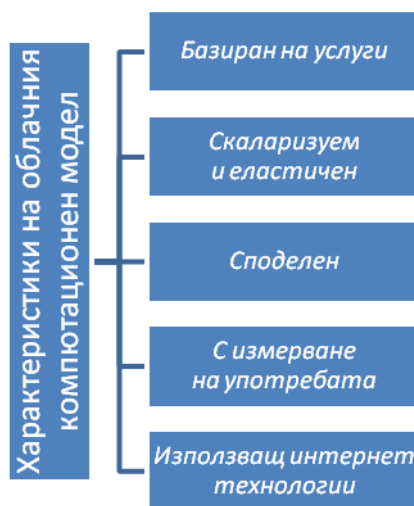 Характеристики на облачния
компютационен модел
Базиран на услуги
Скаларизуем
и еластичен
Споделен
С измерване
на употребата
Използващ интернет
технологии